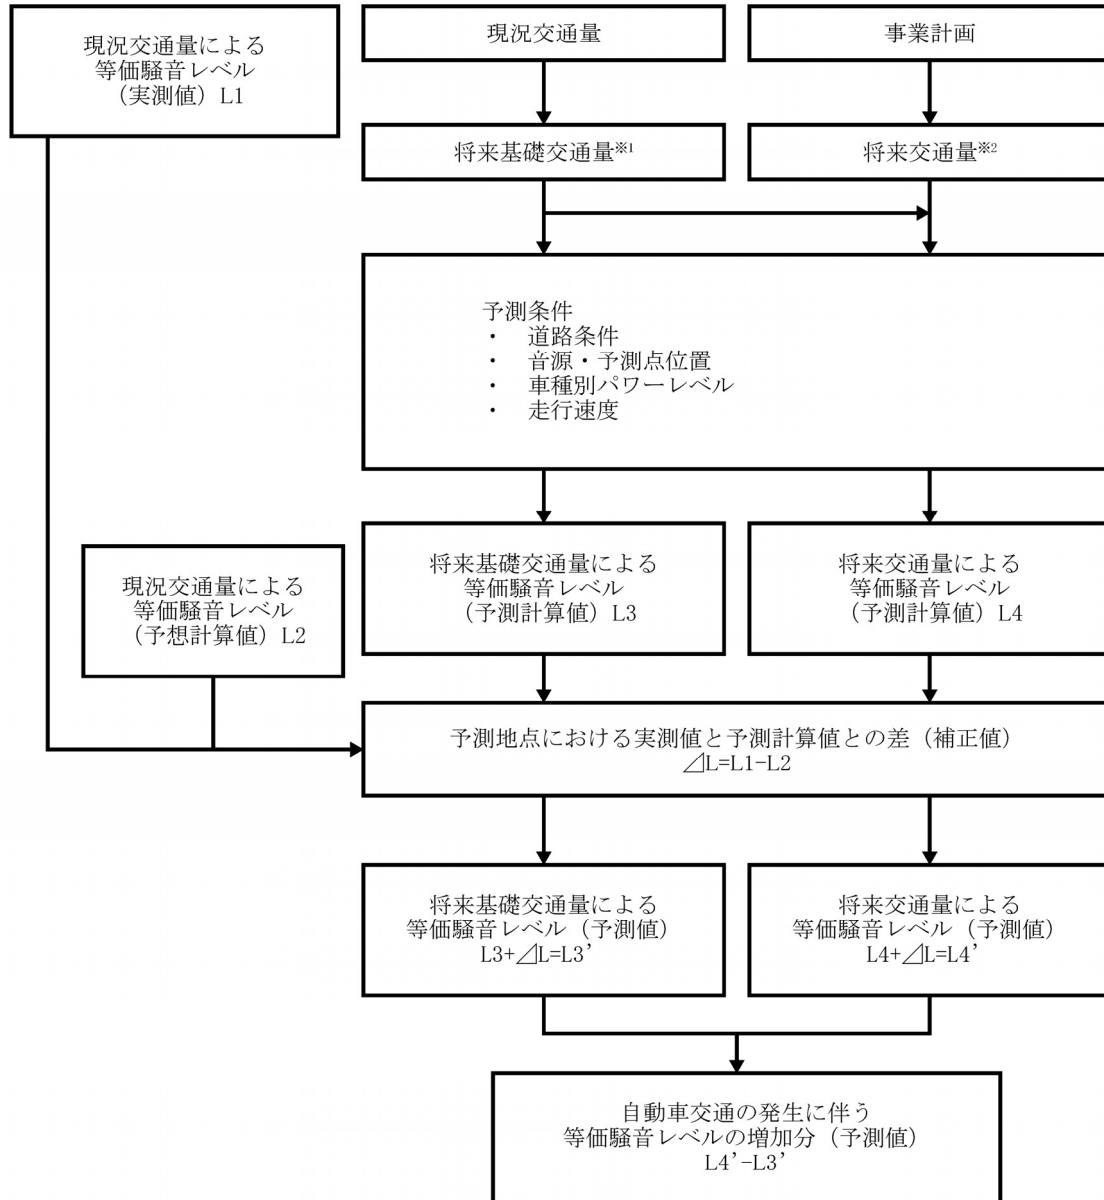 現況交通量による
等価騒音レベル
（実測値）L1
現況交通量
事業計画
将来基礎交通量※1
将来交通量※2
予測条件
・ 道路条件
・ 音源・予測点位置
・ 車種別パワーレベル
・ 走行速度
現況交通量による
等価騒音レベル
（予想計算値）L2
将来基礎交通量による
等価騒音レベル
（予測計算値）L3
将来交通量による
等価騒音レベル
（予測計算値）L4
予測地点における実測値と予測計算値との差（補正値）
⊿L=L1-L2
将来基礎交通量による
等価騒音レベル（予測値）
L3+⊿L=L3’
将来交通量による
等価騒音レベル（予測値）
L4+⊿L=L4’
自動車交通の発生に伴う
等価騒音レベルの増加分（予測値）
L4’-L3’